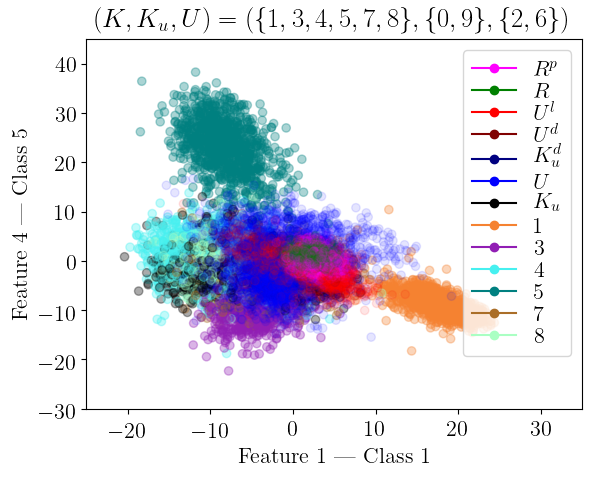 (K, K_u, U) = ({1, 3, 4, 5, 7, 8}, {0, 9}, {2, 6})
Feature 4 — Class 5
40
30
20
10
0
−10
−20
−30
R^p
R
U^l
U^d
K_u^d
U
K_u
1
3
4
5
7
8
−20 −10 0 10 20 30
Feature 1 — Class 1